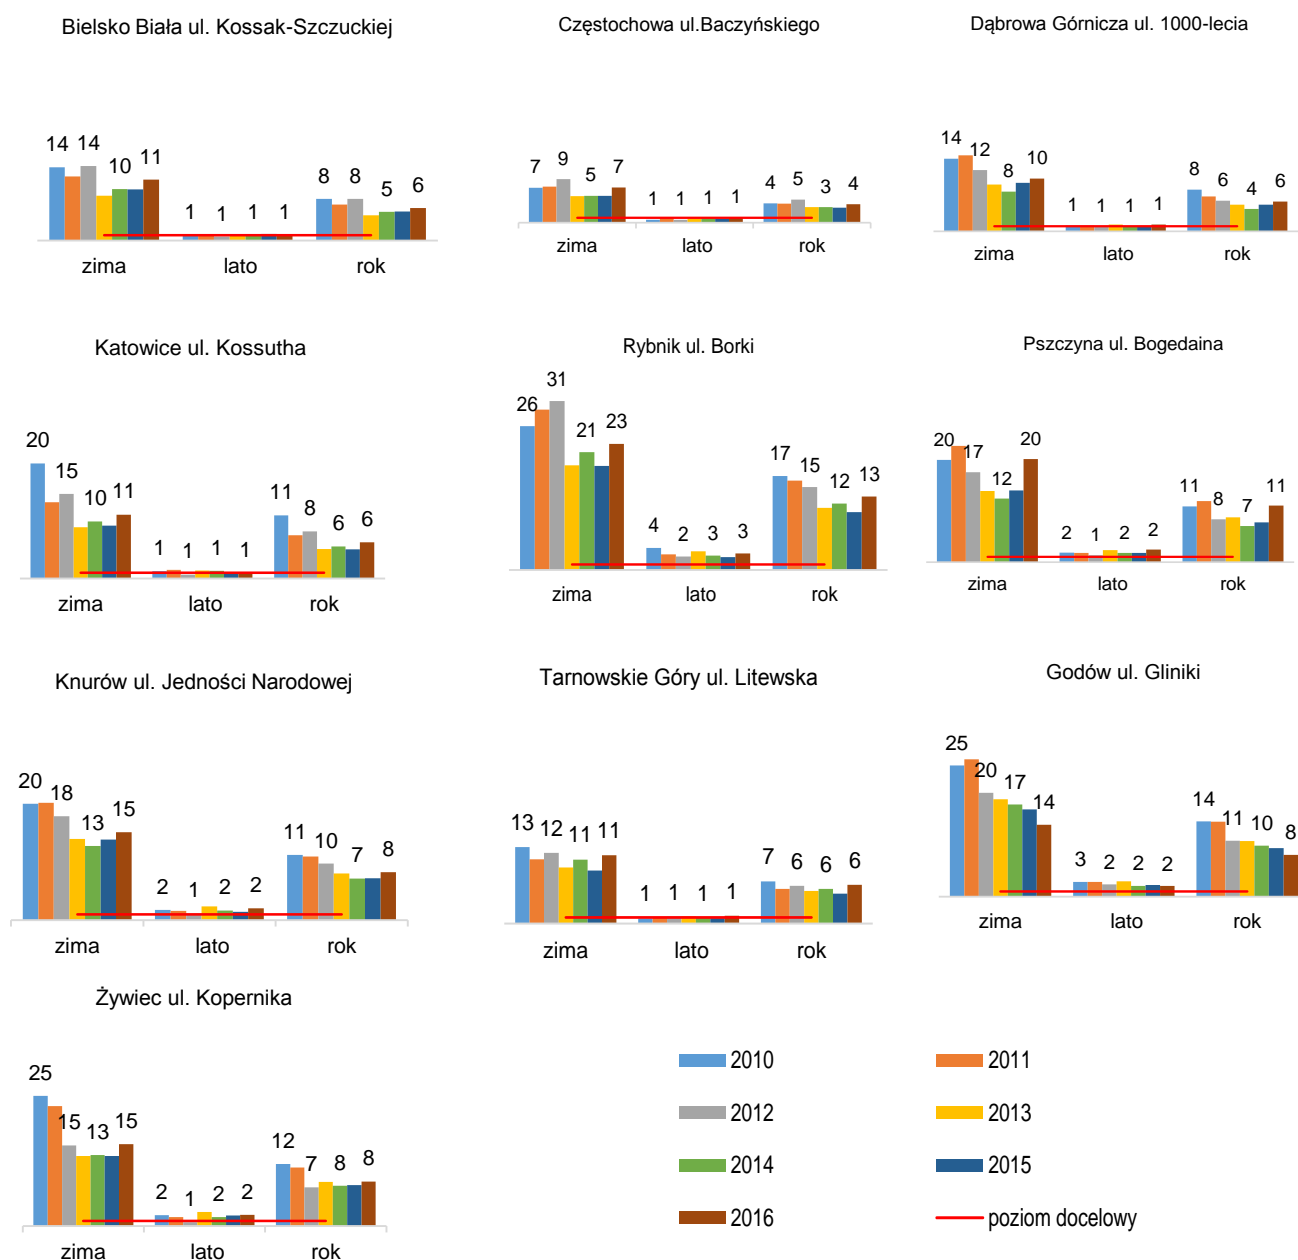 Bielsko Biała ul. Kossak-Szczuckiej
14 14 10 11
1 1 1 1
8 8 5 6
zima lato rok
Częstochowa ul.Baczyńskiego
7 9 5 7
1 1 1 1
4 5 3 4
zima lato rok
Dąbrowa Górnicza ul. 1000-lecia
14 12 8 10
1 1 1 1
8 6 4 6
zima lato rok
Katowice ul. Kossutha
20 15 10 11
1 1 1 1
11 8 6 6
zima lato rok
Rybnik ul. Borki
26 31 21 23
4 2 3 3
17 15 12 13
zima lato rok
Pszczyna ul. Bogedaina
20 17 12 20
2 1 2 2
11 8 7 11
zima lato rok
Knurów ul. Jedności Narodowej
20 18 13 15
2 1 2 2
11 10 7 8
zima lato rok
Tarnowskie Góry ul. Litewska
13 12 11 11
1 1 1 1
7 6 6 6
zima lato rok
Godów ul. Gliniki
25 20 17 14
3 2 2 2
14 11 10 8
zima lato rok
Żywiec ul. Kopernika
25 15 13 15
2 1 2 2
12 7 8 8
zima lato rok
2010 2011
2012 2013
2014 2015
2016 poziom docelowy